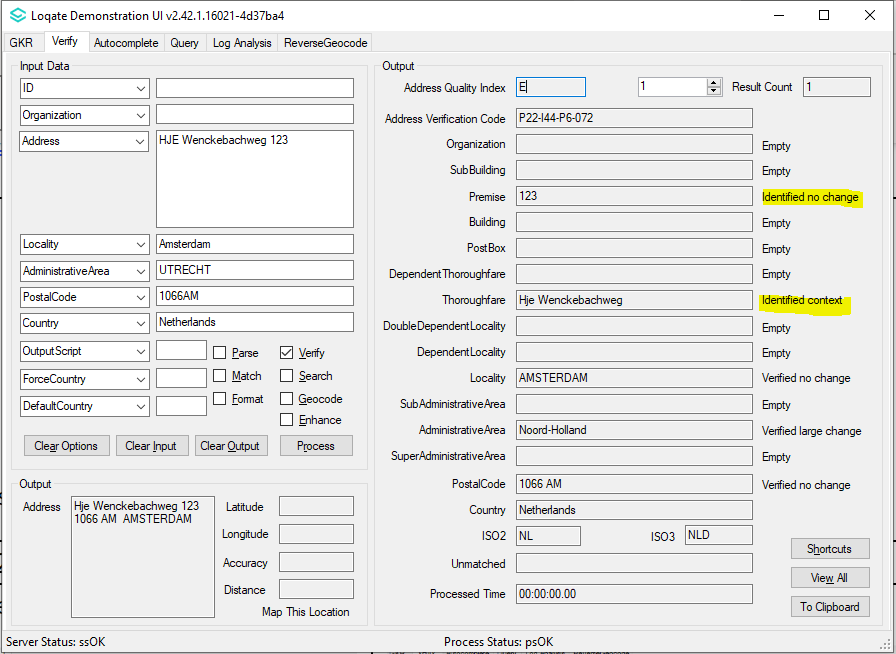 Loqate Demonstration UI v2.42.1.16021-4d37ba4
GKR Verify Autocomplete Query Log Analysis ReverseGeocode
Input Data
ID
Organization
Address HJE Wenckebachweg 123
Locality Amsterdam
AdministrativeArea UTRECHT
PostalCode 1066AM
Country Netherlands
OutputScript Parse Verify
ForceCountry Match Search
DefaultCountry Format Geocode
Enhance
Clear Options Clear Input Clear Output Process
Output
Address Hje Wenckebachweg 123
1066 AM AMSTERDAM
Latitude
Longitude
Accuracy
Distance
Map This Location
Output
Address Quality Index E 1 Result Count 1
Address Verification Code P22-I44-P6-072
Organization Empty
SubBuilding Empty
Premise 123 Identified no change
Building Empty
PostBox Empty
DependentThoroughfare Empty
Thoroughfare Hje Wenckebachweg Identified context
DoubleDependentLocality Empty
DependentLocality Empty
Locality AMSTERDAM Verified no change
SubAdministrativeArea Empty
AdministrativeArea Noord-Holland Verified large change
SuperAdministrativeArea Empty
PostalCode 1066 AM Verified no change
Country Netherlands
ISO2 NL ISO3 NLD
Unmatched
Processed Time 00:00:00.00
Shortcuts
View All
To Clipboard
Server Status: ssOK Process Status: psOK